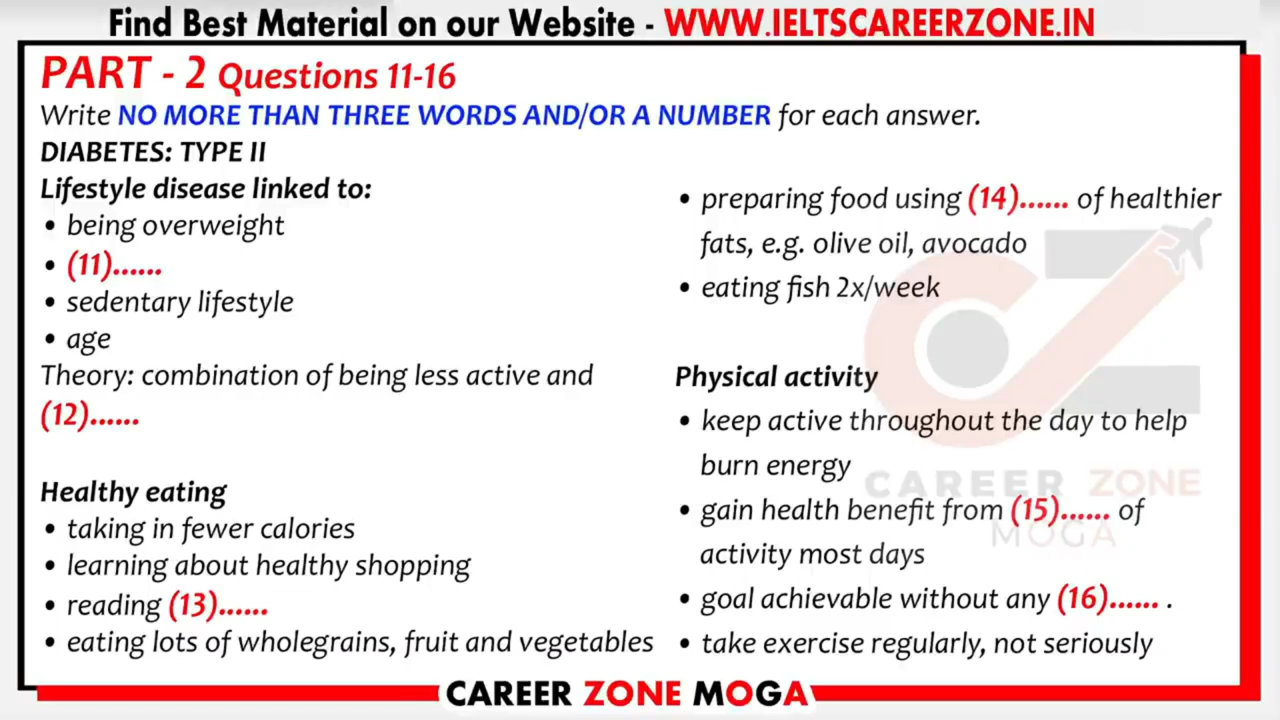 Find Best Material on our Website - WWW.IELTSCAREERZONE.IN
PART - 2 Questions 11-16
Write NO MORE THAN THREE WORDS AND/OR A NUMBER for each answer.
DIABETES: TYPE II
Lifestyle disease linked to:
• being overweight
• (11)......
• sedentary lifestyle
• age
Theory: combination of being less active and
(12)......
Healthy eating
• taking in fewer calories
• learning about healthy shopping
• reading (13)......
• eating lots of wholegrains, fruit and vegetables
• preparing food using (14)...... of healthier
fats, e.g. olive oil, avocado
• eating fish 2x/week
Physical activity
• keep active throughout the day to help
burn energy
• gain health benefit from (15)...... of
activity most days
• goal achievable without any (16)...... .
• take exercise regularly, not seriously
CAREER ZONE
MOGA
CAREER ZONE MOGA